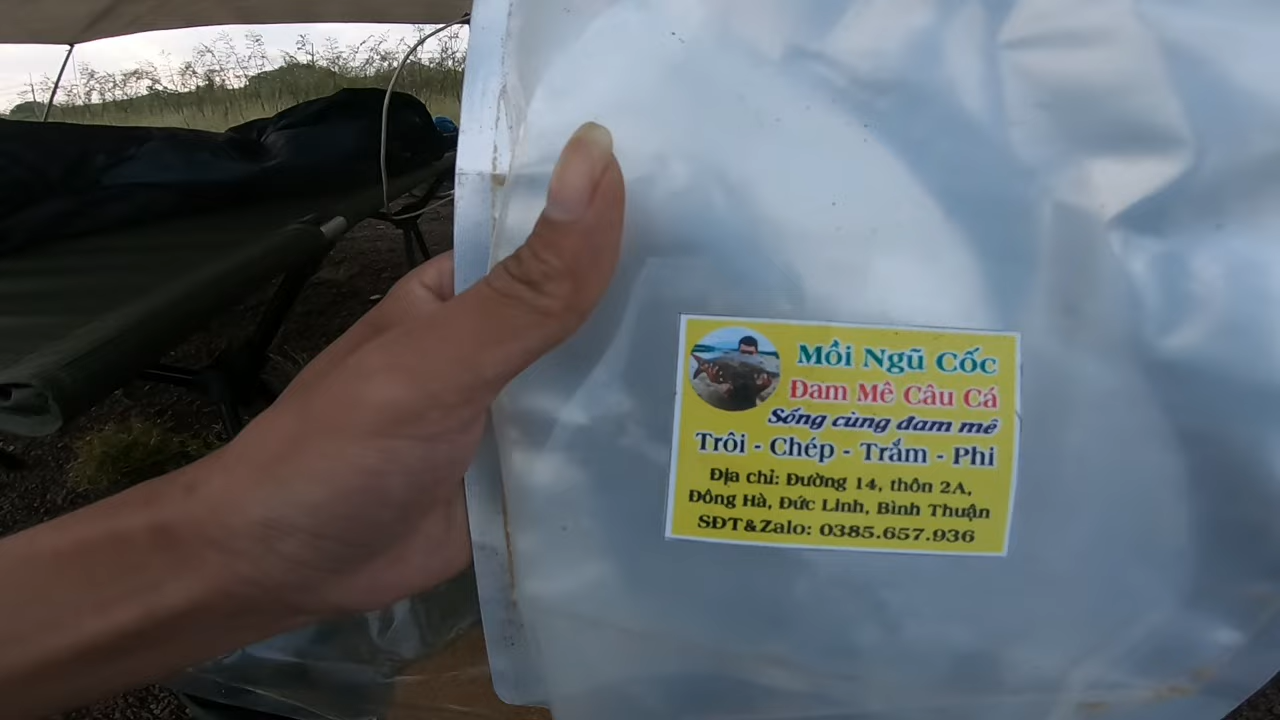 Mồi Ngũ Cốc
Đam Mê Câu Cá
Sống cùng đam mê
Trôi - Chép - Trắm - Phi
Địa chỉ: Đường 14, thôn 2A,
Đông Hà, Đức Linh, Bình Thuận
SĐT&Zalo: 0385.657.936